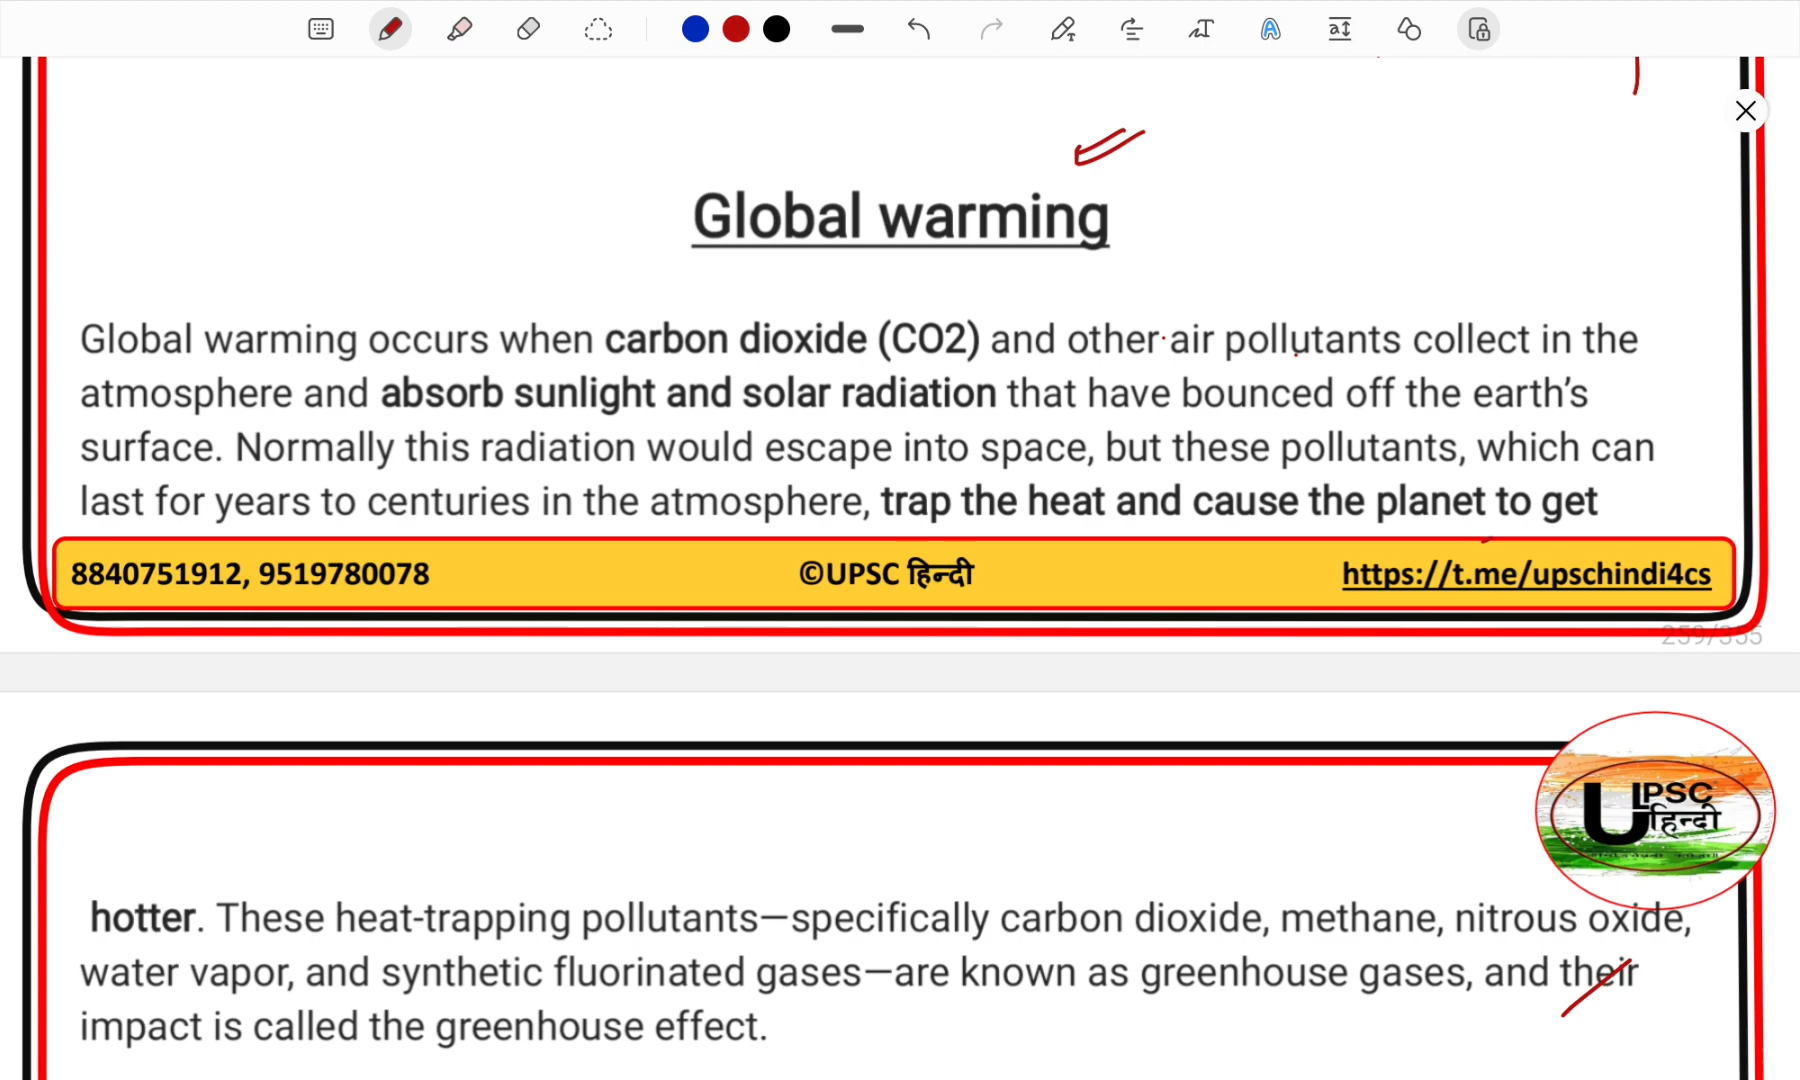 Global warming
Global warming occurs when carbon dioxide (CO2) and other air pollutants collect in the
atmosphere and absorb sunlight and solar radiation that have bounced off the earth’s
surface. Normally this radiation would escape into space, but these pollutants, which can
last for years to centuries in the atmosphere, trap the heat and cause the planet to get
8840751912, 9519780078 ©UPSC हिन्दी https://t.me/upschindi4cs
259/355
UPSC
हिन्दी
hotter. These heat-trapping pollutants—specifically carbon dioxide, methane, nitrous oxide,
water vapor, and synthetic fluorinated gases—are known as greenhouse gases, and their
impact is called the greenhouse effect.